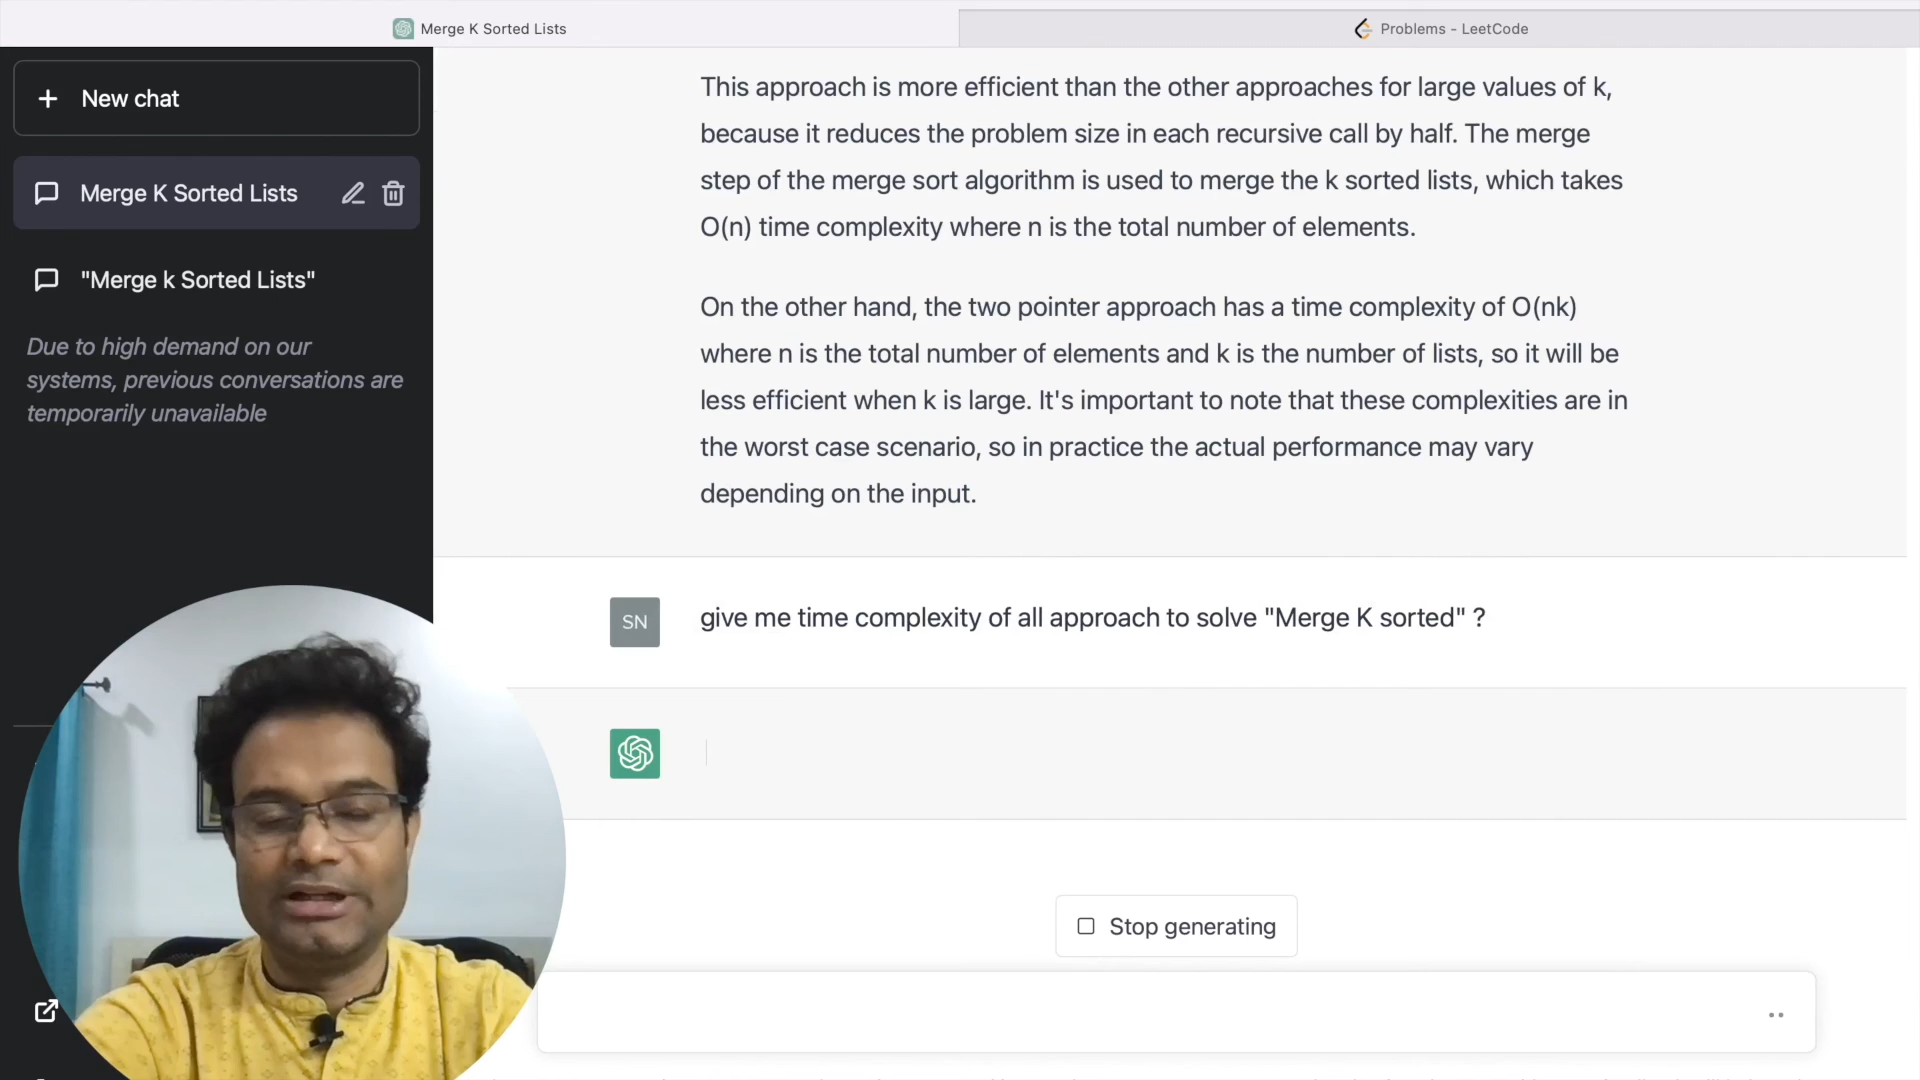 Merge K Sorted Lists
Problems - LeetCode
New chat
Merge K Sorted Lists
"Merge k Sorted Lists"
Due to high demand on our
systems, previous conversations are
temporarily unavailable
This approach is more efficient than the other approaches for large values of k,
because it reduces the problem size in each recursive call by half. The merge
step of the merge sort algorithm is used to merge the k sorted lists, which takes
O(n) time complexity where n is the total number of elements.
On the other hand, the two pointer approach has a time complexity of O(nk)
where n is the total number of elements and k is the number of lists, so it will be
less efficient when k is large. It's important to note that these complexities are in
the worst case scenario, so in practice the actual performance may vary
depending on the input.
SN
give me time complexity of all approach to solve "Merge K sorted" ?
Stop generating